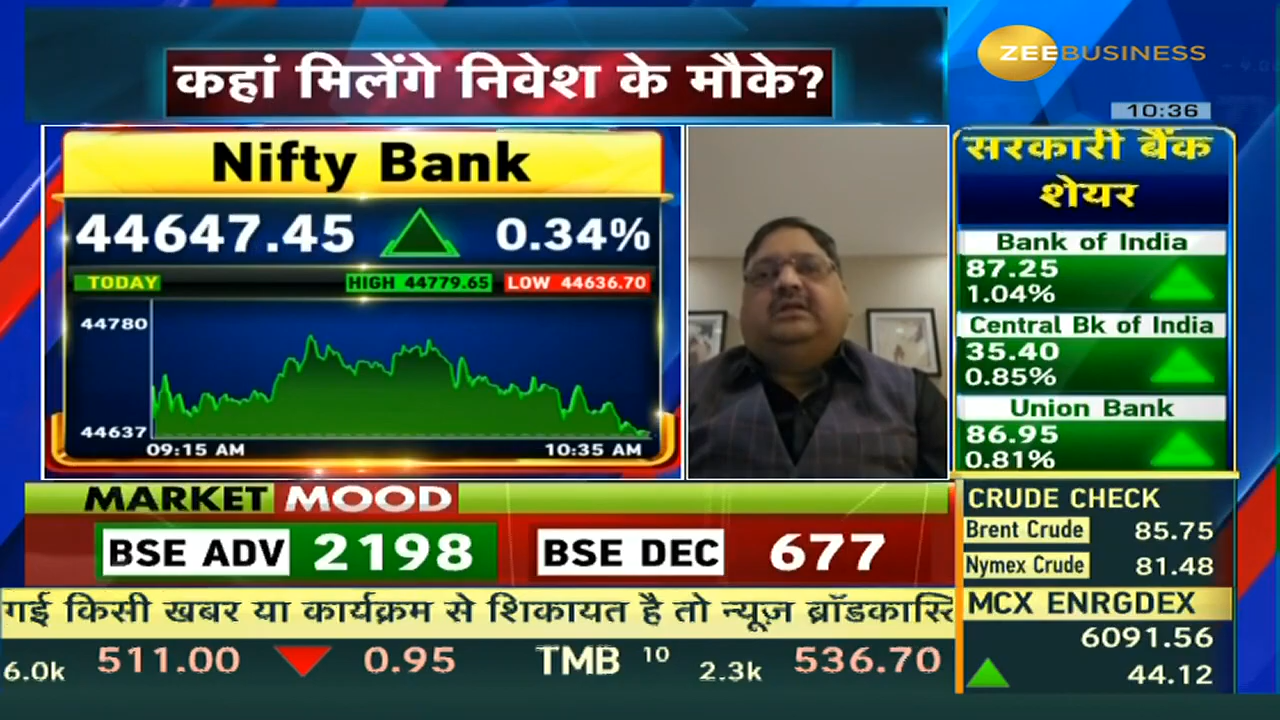 कहां मिलेंगे निवेश के मौके?
ZEEBUSINESS
10:36
Nifty Bank
44647.45 0.34%
TODAY HIGH 44779.65 LOW 44636.70
44780
44637
09:15 AM 10:35 AM
सरकारी बैंक
शेयर
Bank of India
87.25
1.04%
Central Bk of India
35.40
0.85%
Union Bank
86.95
0.81%
MARKET MOOD
BSE ADV 2198 BSE DEC 677
CRUDE CHECK
Brent Crude 85.75
Nymex Crude 81.48
MCX ENRGDEX
6091.56
44.12
गई किसी खबर या कार्यक्रम से शिकायत है तो न्यूज़ ब्रॉडकास्टि
6.0k 511.00 0.95 TMB 10 2.3k 536.70